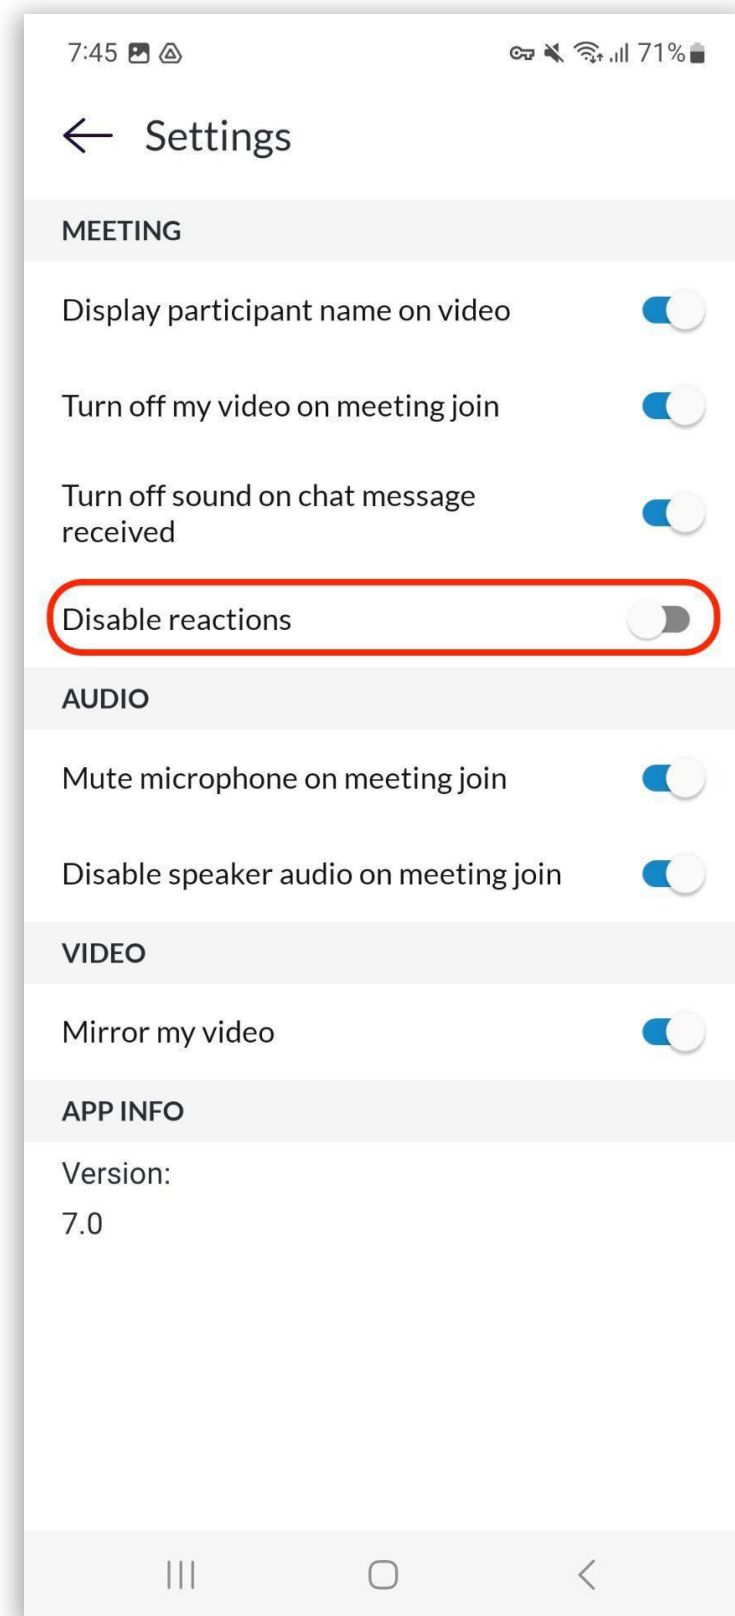 7:45 71%
Settings
MEETING
Display participant name on video
Turn off my video on meeting join
Turn off sound on chat message
received
Disable reactions
AUDIO
Mute microphone on meeting join
Disable speaker audio on meeting join
VIDEO
Mirror my video
APP INFO
Version:
7.0